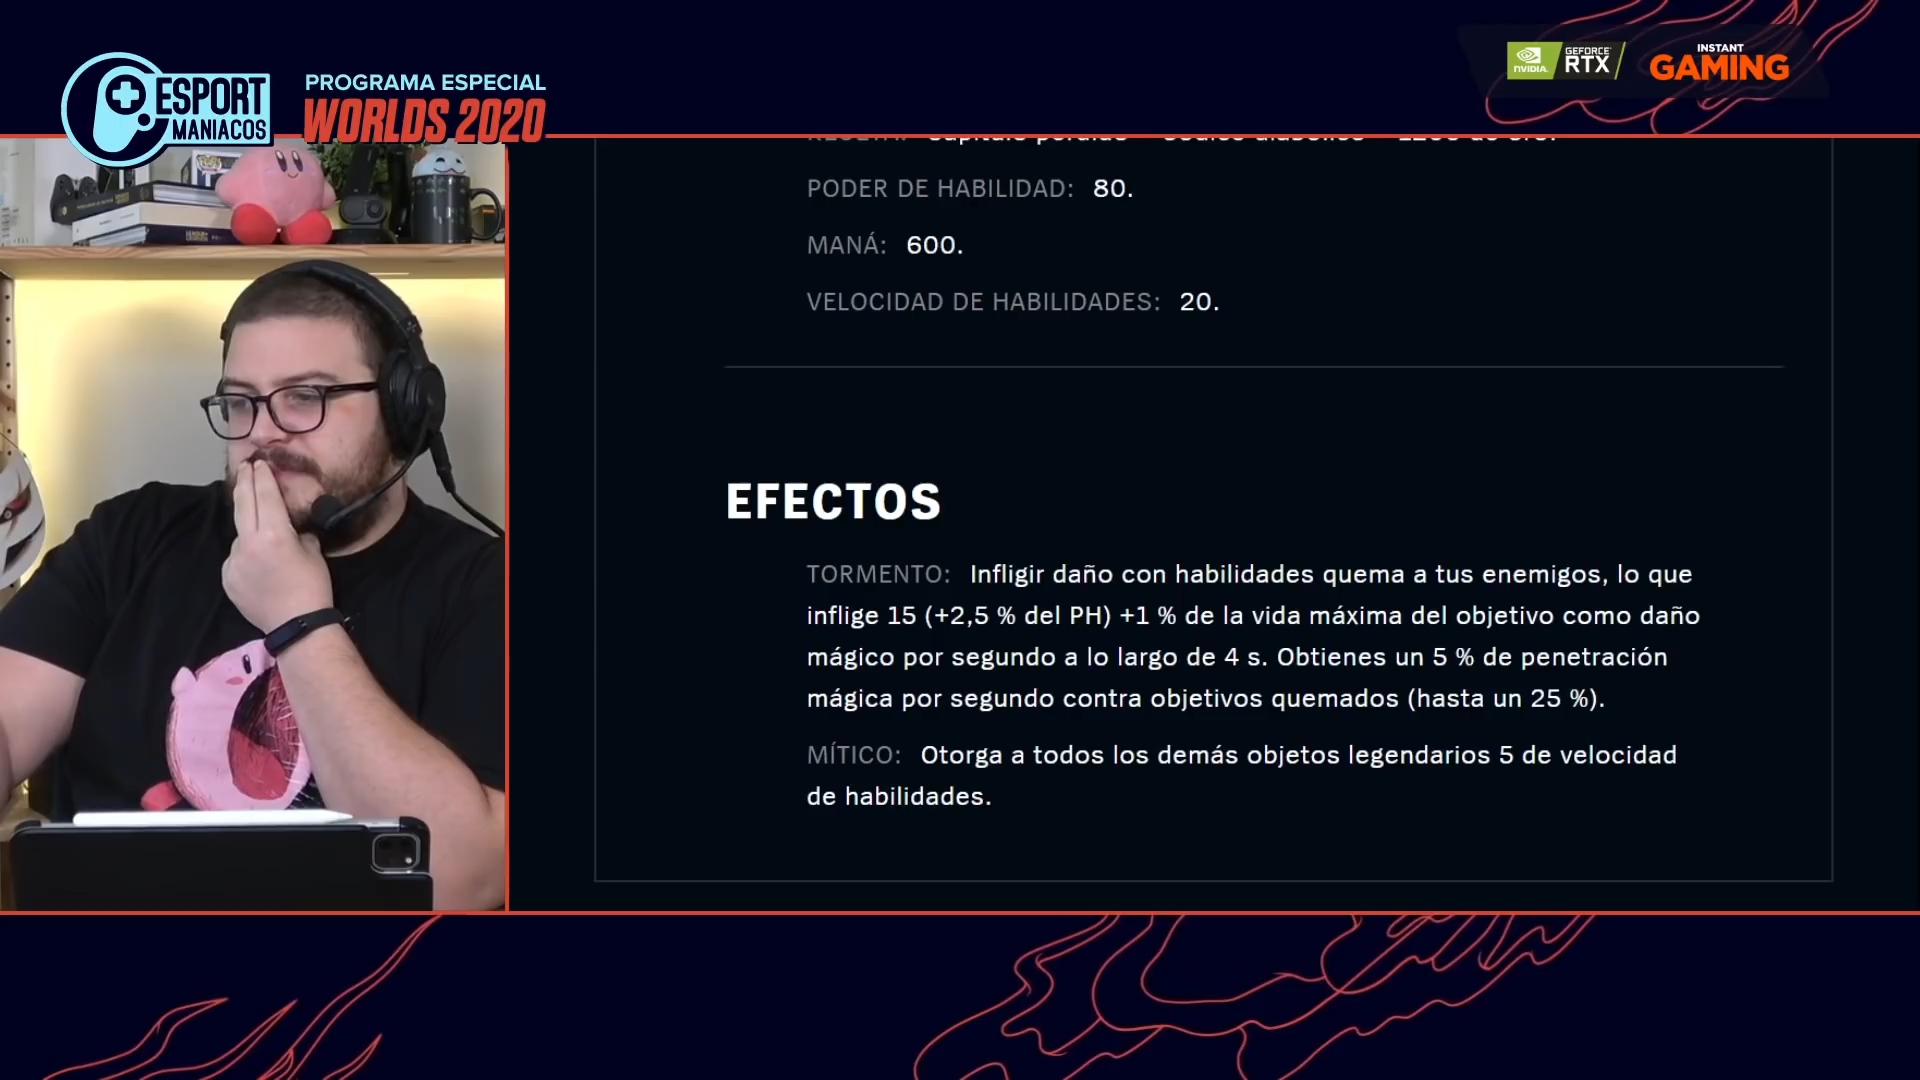 ESPORT
MANIACOS
PROGRAMA ESPECIAL
WORLDS 2020
NVIDIA
GEFORCE
RTX
INSTANT
GAMING
PODER DE HABILIDAD: 80.
MANÁ: 600.
VELOCIDAD DE HABILIDADES: 20.
EFECTOS
TORMENTO: Infligir daño con habilidades quema a tus enemigos, lo que
inflige 15 (+2,5 % del PH) +1 % de la vida máxima del objetivo como daño
mágico por segundo a lo largo de 4 s. Obtienes un 5 % de penetración
mágica por segundo contra objetivos quemados (hasta un 25 %).
MÍTICO: Otorga a todos los demás objetos legendarios 5 de velocidad
de habilidades.